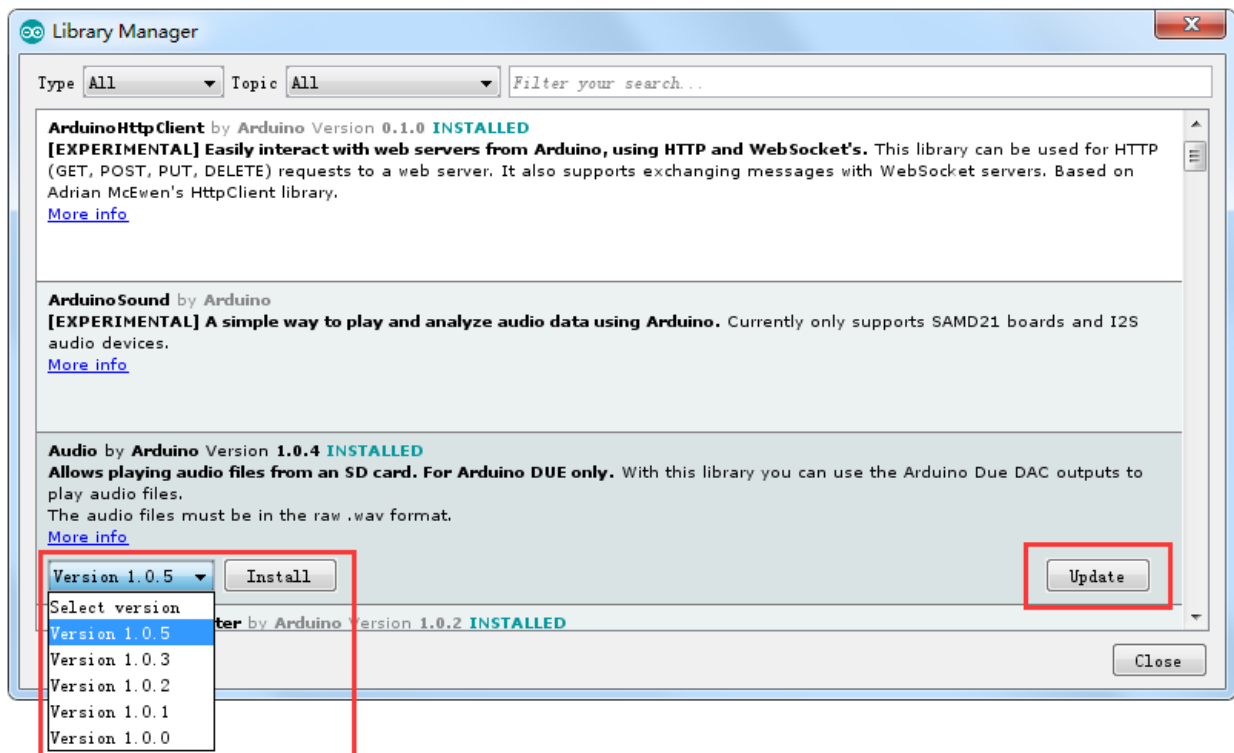 Library Manager
Type All Topic All Filter your search...
ArduinoHttpClient by Arduino Version 0.1.0 INSTALLED
[EXPERIMENTAL] Easily interact with web servers from Arduino, using HTTP and WebSocket's. This library can be used for HTTP
(GET, POST, PUT, DELETE) requests to a web server. It also supports exchanging messages with WebSocket servers. Based on
Adrian McEwen's HttpClient library.
More info
ArduinoSound by Arduino
[EXPERIMENTAL] A simple way to play and analyze audio data using Arduino. Currently only supports SAMD21 boards and I2S
audio devices.
More info
Audio by Arduino Version 1.0.4 INSTALLED
Allows playing audio files from an SD card. For Arduino DUE only. With this library you can use the Arduino Due DAC outputs to
play audio files.
The audio files must be in the raw .wav format.
More info
Version 1.0.5 Install Update
Select version
ter by Arduino Version 1.0.2 INSTALLED
Version 1.0.5
Version 1.0.3
Close
Version 1.0.2
Version 1.0.1
Version 1.0.0